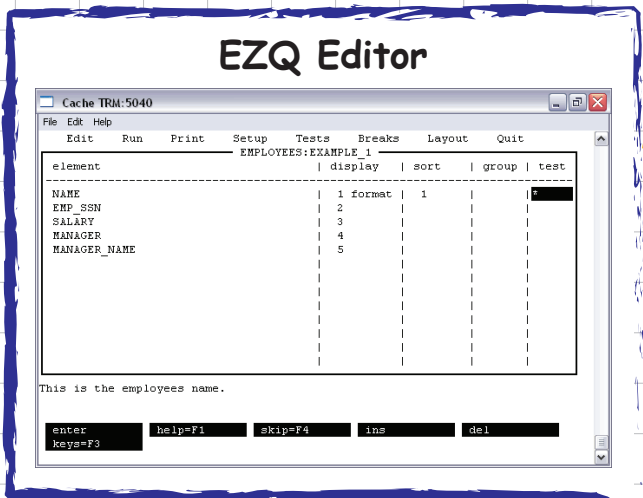 EZQ Editor
Cache TRM:5040
File Edit Help
Edit Run Print Setup Tests Breaks Layout Quit
EMPLOYEES:EXAMPLE_1
element | display | sort | group | test
NAME | 1 format | 1 | | *
EMP_SSN | 2 | | |
SALARY | 3 | | |
MANAGER | 4 | | |
MANAGER_NAME | 5 | | |
This is the employees name.
enter help=F1 skip=F4 ins del
keys=F3